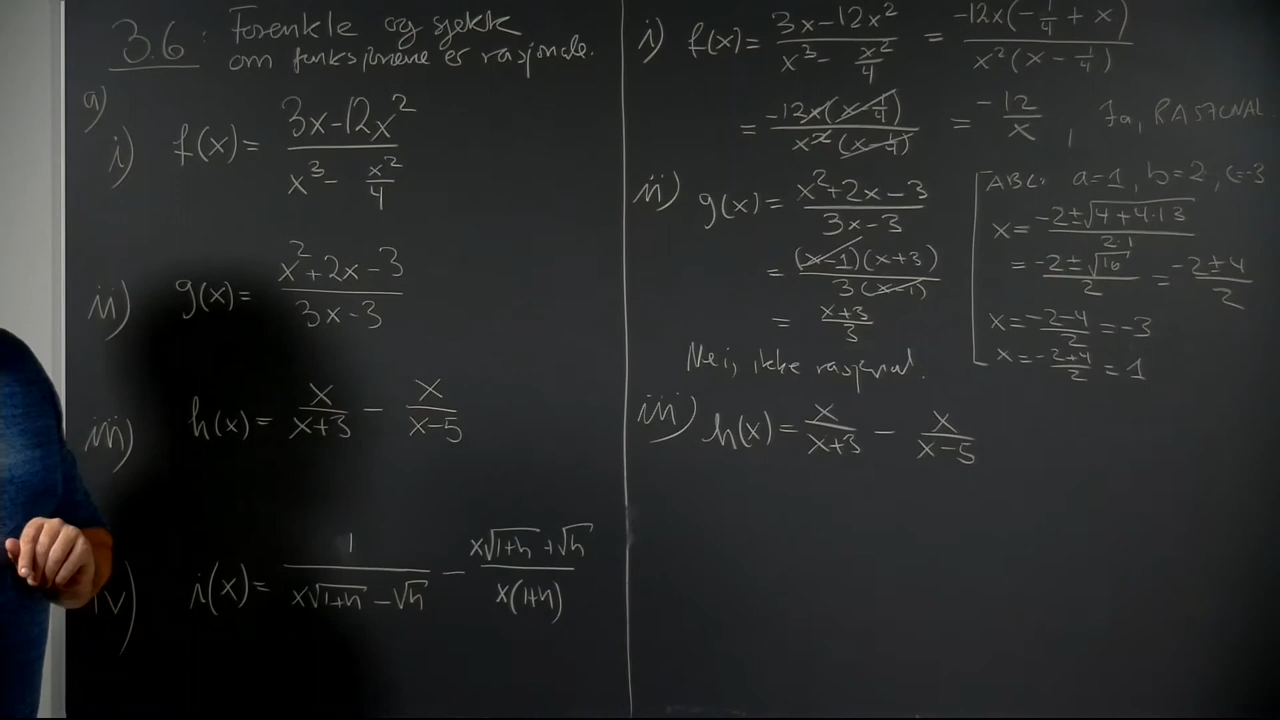 3.6: Forenkle og sjekk
om funksjonene er rasjonale.
a)
i) f(x) = (3x-12x²)/(x³ - x²/4)
ii) g(x) = (x²+2x-3)/(3x-3)
iii) h(x) = x/(x+3) - x/(x-5)
iv) i(x) = 1/(x√(1+h) - √h) - (x√(1+h) + √h)/(x(1+h))
i) f(x) = (3x-12x²)/(x³ - x²/4) = -12x(-1/4 + x)/(x²(x - 1/4))
= -12x(x-1/4)/(x²(x-1/4)) = -12/x, Ja, RASJONAL
ii) g(x) = (x²+2x-3)/(3x-3)
= (x-1)(x+3)/(3(x-1))
= (x+3)/3
Nei, ikke rasjonal.
ABC: a=1, b=2, c=-3
x = (-2±√(4+4·1·3))/(2·1)
= (-2±√16)/2 = (-2±4)/2
x = (-2-4)/2 = -3
x = (-2+4)/2 = 1
iii) h(x) = x/(x+3) - x/(x-5)